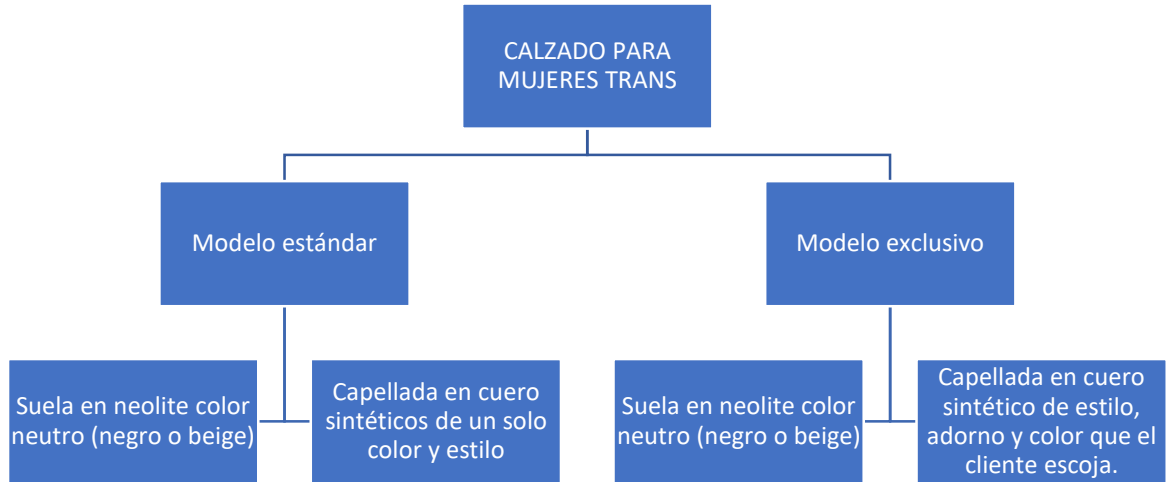 CALZADO PARA
MUJERES TRANS
Modelo estándar
Modelo exclusivo
Suela en neolite color
neutro (negro o beige)
Capellada en cuero
sintéticos de un solo
color y estilo
Suela en neolite color
neutro (negro o beige)
Capellada en cuero
sintético de estilo,
adorno y color que el
cliente escoja.